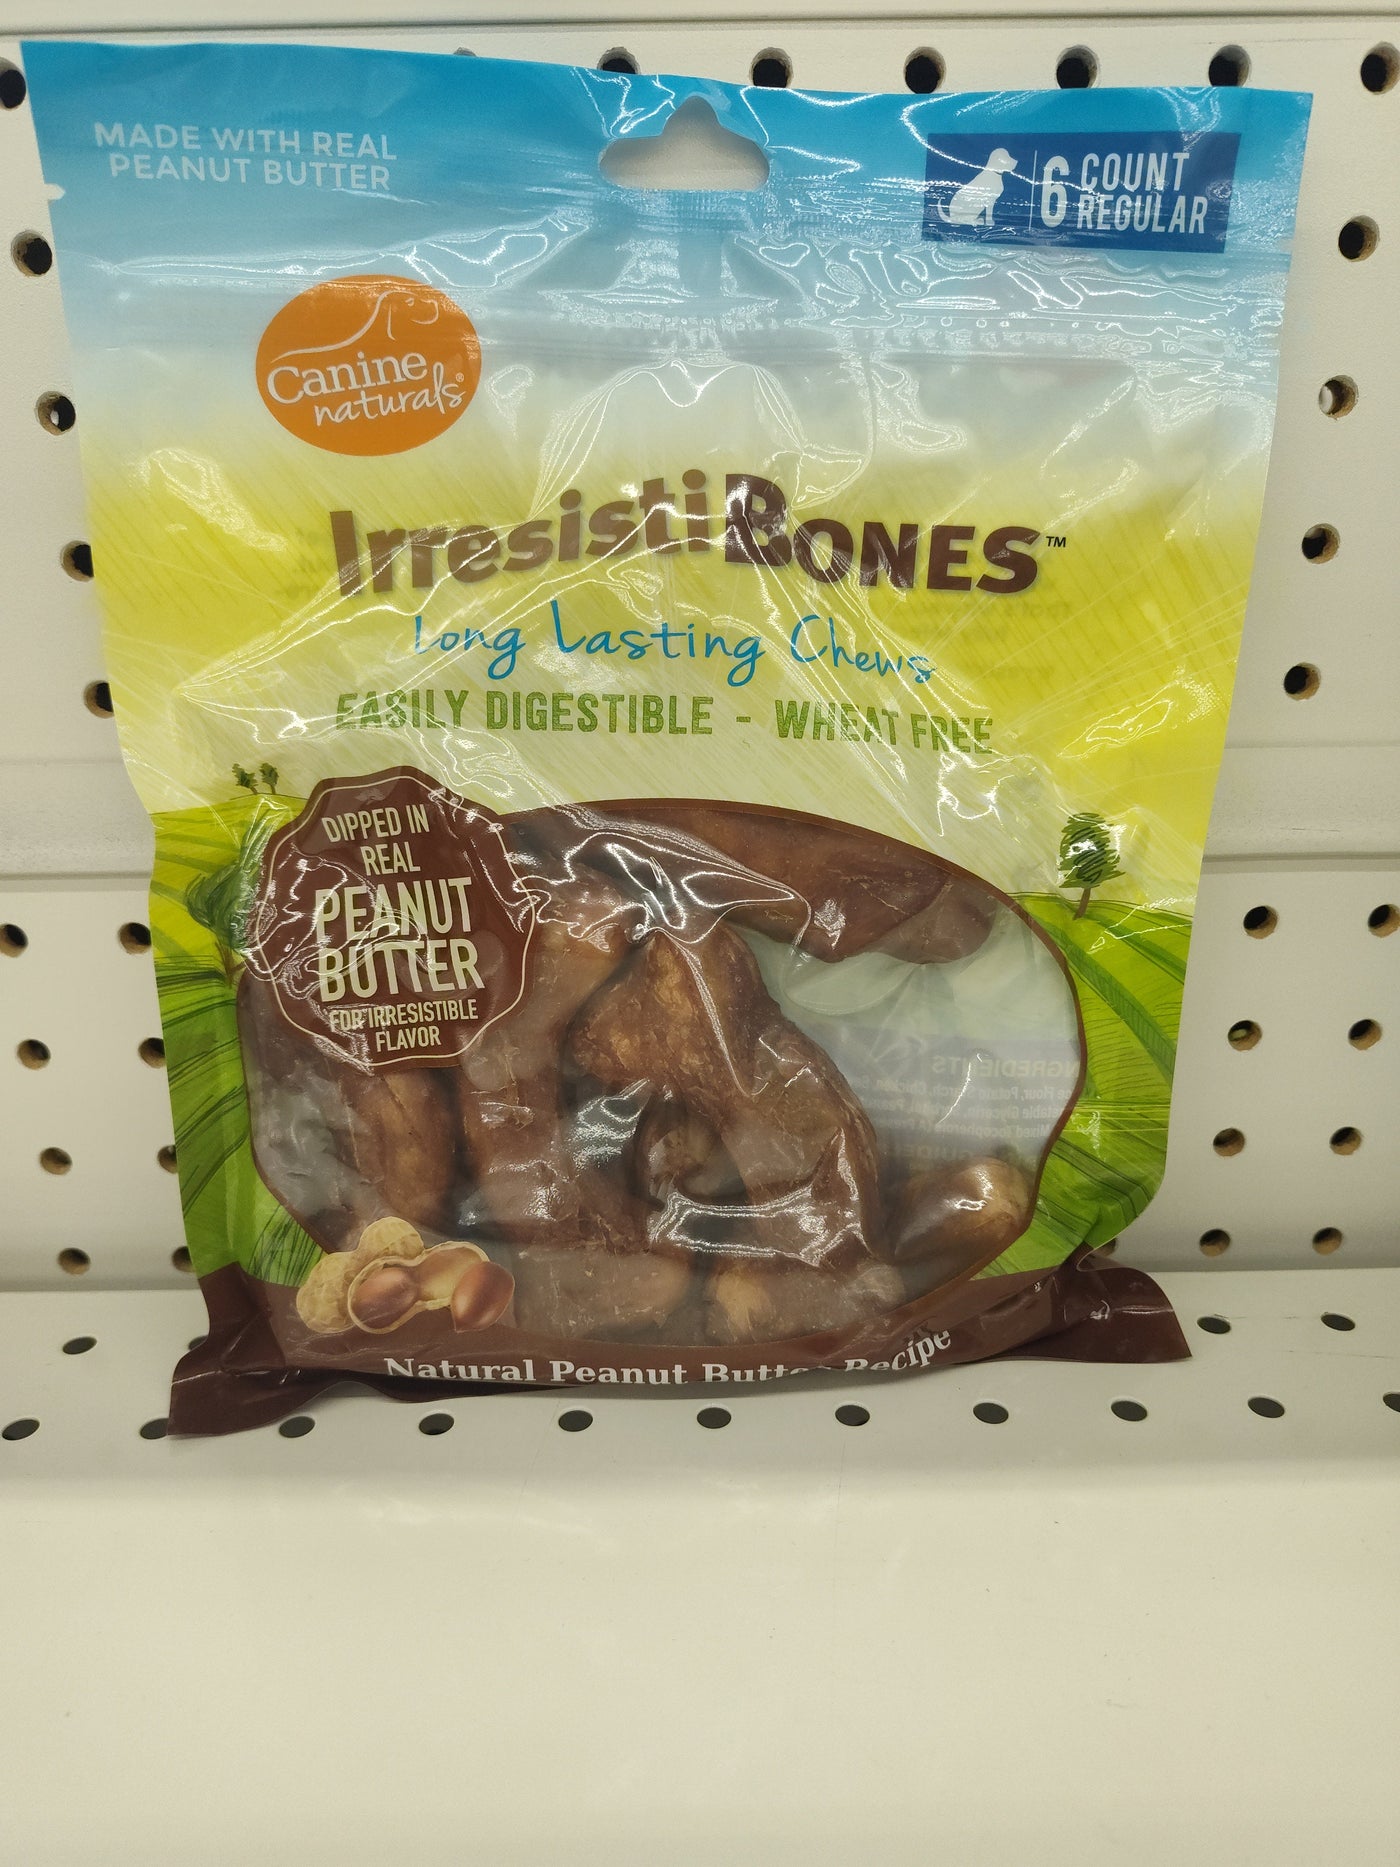 MADE WITH REAL
PEANUT BUTTER
6 COUNT
REGULAR
Canine
naturals®
IrresistiBONES™
Long Lasting Chews
EASILY DIGESTIBLE - WHEAT FREE
DIPPED IN
REAL
PEANUT
BUTTER
FOR IRRESISTIBLE
FLAVOR
Natural Peanut Butter Recipe